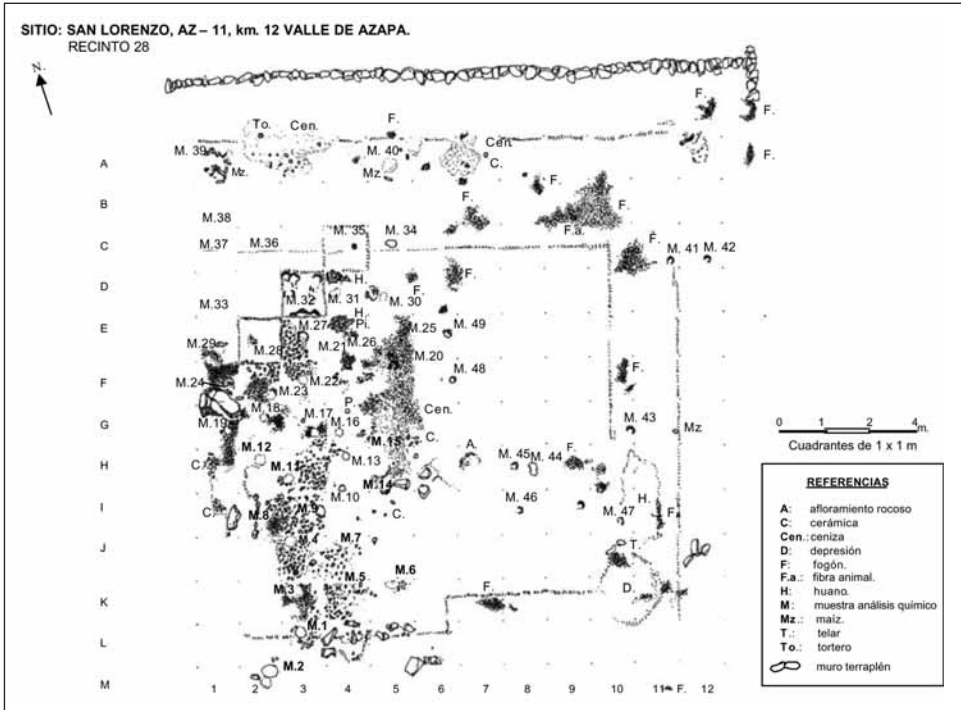 SITIO: SAN LORENZO, AZ – 11, km. 12 VALLE DE AZAPA.
RECINTO 28
N.
F. F.
To. Cen. F.
M. 39 M. 40 Cen. F.
A Mz. Mz C.
B F. F. F.
M.38 F.a.
C M.37 M.36 M.35 M. 34 F. M. 41 M. 42
D H. F. F.
M.33 M.32 M. 31 M. 30
E M.27 H. Pi. M.25 M. 49
M.29 M.28 M.21 M.26 M.20
F M.24 M.23 M.22 M. 48 F.
M.18 P. Cen.
G M.19 M.17 M.16 M. 43 Mz
M.12 M.15 C. A.
H C. M.11 M.13 M. 45 M. 44 F.
M.10 M.14
I C. M.8 M.9 C. M. 46 M. 47 H. F.
J M.4 M.7 T.
M.5 M.6 D.
K M.3 F.
L M.1
M.2
M 1 2 3 4 5 6 7 8 9 10 11 F. 12
0 1 2 4 m.
Cuadrantes de 1 x 1 m
REFERENCIAS
A: afloramiento rocoso
C: cerámica
Cen.: ceniza
D: depresión
F: fogón.
F.a.: fibra animal.
H: huano.
M: muestra análisis químico
Mz.: maíz.
T.: telar
To.: tortero
muro terraplén